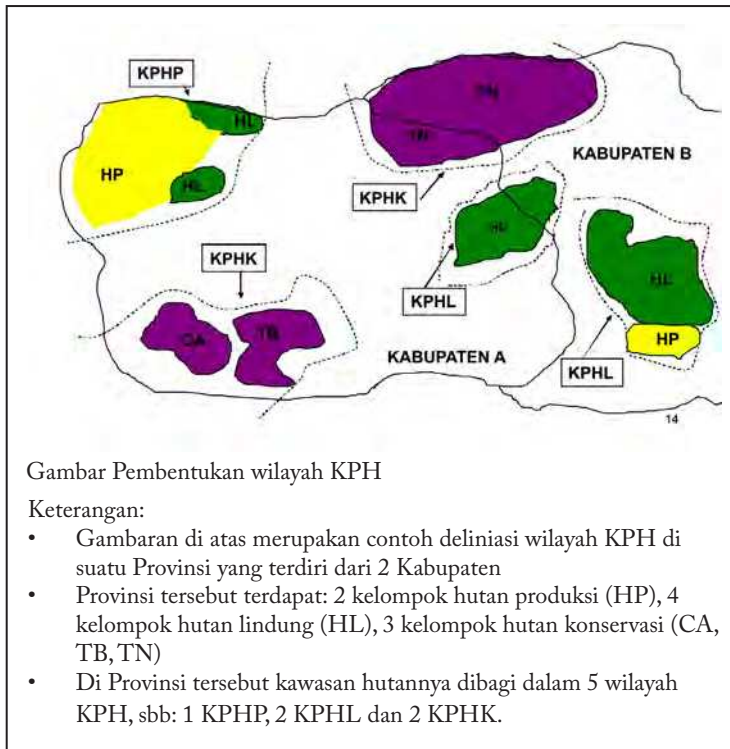 KPHP
HL
TN
HP
TN
KABUPATEN B
HL
KPHK
HL
KPHK
HL
KPHL
CA
TB
KABUPATEN A
HP
KPHL
14
Gambar Pembentukan wilayah KPH
Keterangan:
• Gambaran di atas merupakan contoh deliniasi wilayah KPH di
suatu Provinsi yang terdiri dari 2 Kabupaten
• Provinsi tersebut terdapat: 2 kelompok hutan produksi (HP), 4
kelompok hutan lindung (HL), 3 kelompok hutan konservasi (CA,
TB, TN)
• Di Provinsi tersebut kawasan hutannya dibagi dalam 5 wilayah
KPH, sbb: 1 KPHP, 2 KPHL dan 2 KPHK.